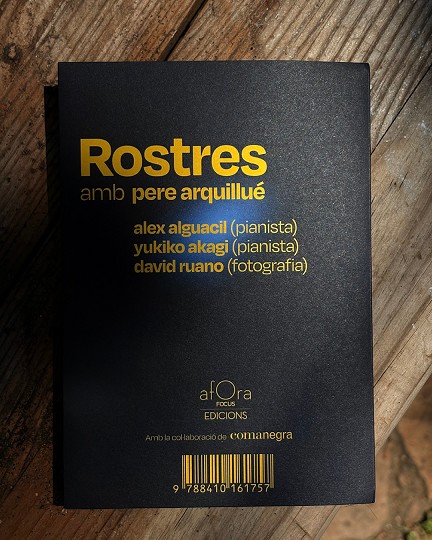 Rostres
amb pere arquillué
alex alguacil (pianista)
yukiko akagi (pianista)
david ruano (fotografia)
afOra
FOCUS
EDICIONS
Amb la col·laboració de comanegra
9 788410 161757